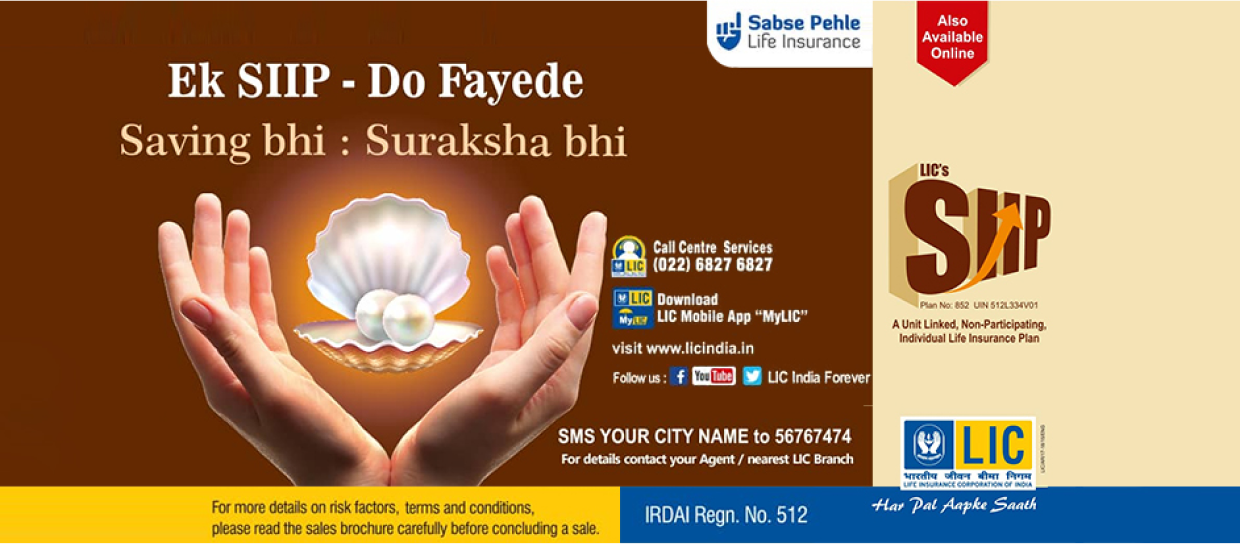 Sabse Pehle
Life Insurance
Also
Available
Online
Ek SIIP - Do Fayede
Saving bhi : Suraksha bhi
LIC
Call Centre Services
(022) 6827 6827
LIC
MyLIC
Download
LIC Mobile App “MyLIC”
visit www.licindia.in
Follow us : f YouTube LIC India Forever
SMS YOUR CITY NAME to 56767474
For details contact your Agent / nearest LIC Branch
LIC's
SIIP
Plan No: 852 UIN 512L334V01
A Unit Linked, Non-Participating,
Individual Life Insurance Plan
LIC
भारतीय जीवन बीमा निगम
LIFE INSURANCE CORPORATION OF INDIA
Har Pal Aapke Saath
For more details on risk factors, terms and conditions,
please read the sales brochure carefully before concluding a sale.
IRDAI Regn. No. 512